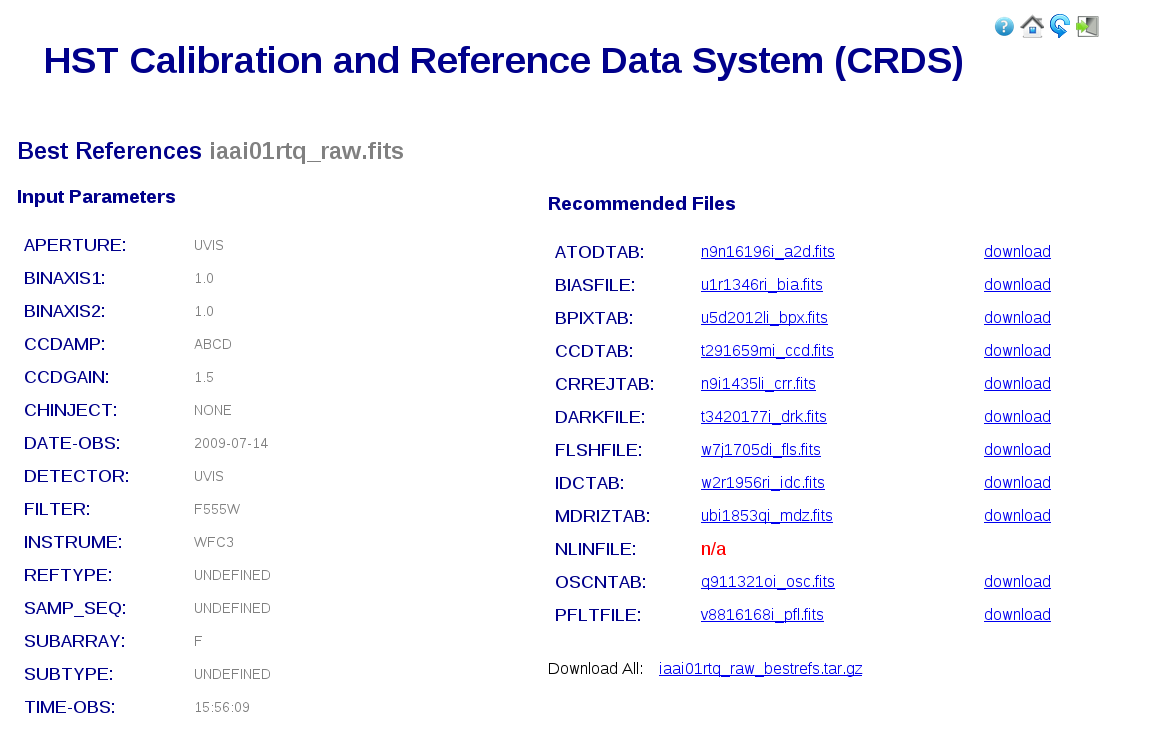 HST Calibration and Reference Data System (CRDS)
Best References iaai01rtq_raw.fits
Input Parameters
APERTURE: UVIS
BINAXIS1: 1.0
BINAXIS2: 1.0
CCDAMP: ABCD
CCDGAIN: 1.5
CHINJECT: NONE
DATE-OBS: 2009-07-14
DETECTOR: UVIS
FILTER: F555W
INSTRUME: WFC3
REFTYPE: UNDEFINED
SAMP_SEQ: UNDEFINED
SUBARRAY: F
SUBTYPE: UNDEFINED
TIME-OBS: 15:56:09
Recommended Files
ATODTAB: n9n16196i_a2d.fits download
BIASFILE: u1r1346ri_bia.fits download
BPIXTAB: u5d2012li_bpx.fits download
CCDTAB: t291659mi_ccd.fits download
CRREJTAB: n9i1435li_crr.fits download
DARKFILE: t3420177i_drk.fits download
FLSHFILE: w7j1705di_fls.fits download
IDCTAB: w2r1956ri_idc.fits download
MDRIZTAB: ubi1853qi_mdz.fits download
NLINFILE: n/a
OSCNTAB: q911321oi_osc.fits download
PFLTFILE: v8816168i_pfl.fits download
Download All: iaai01rtq_raw_bestrefs.tar.gz